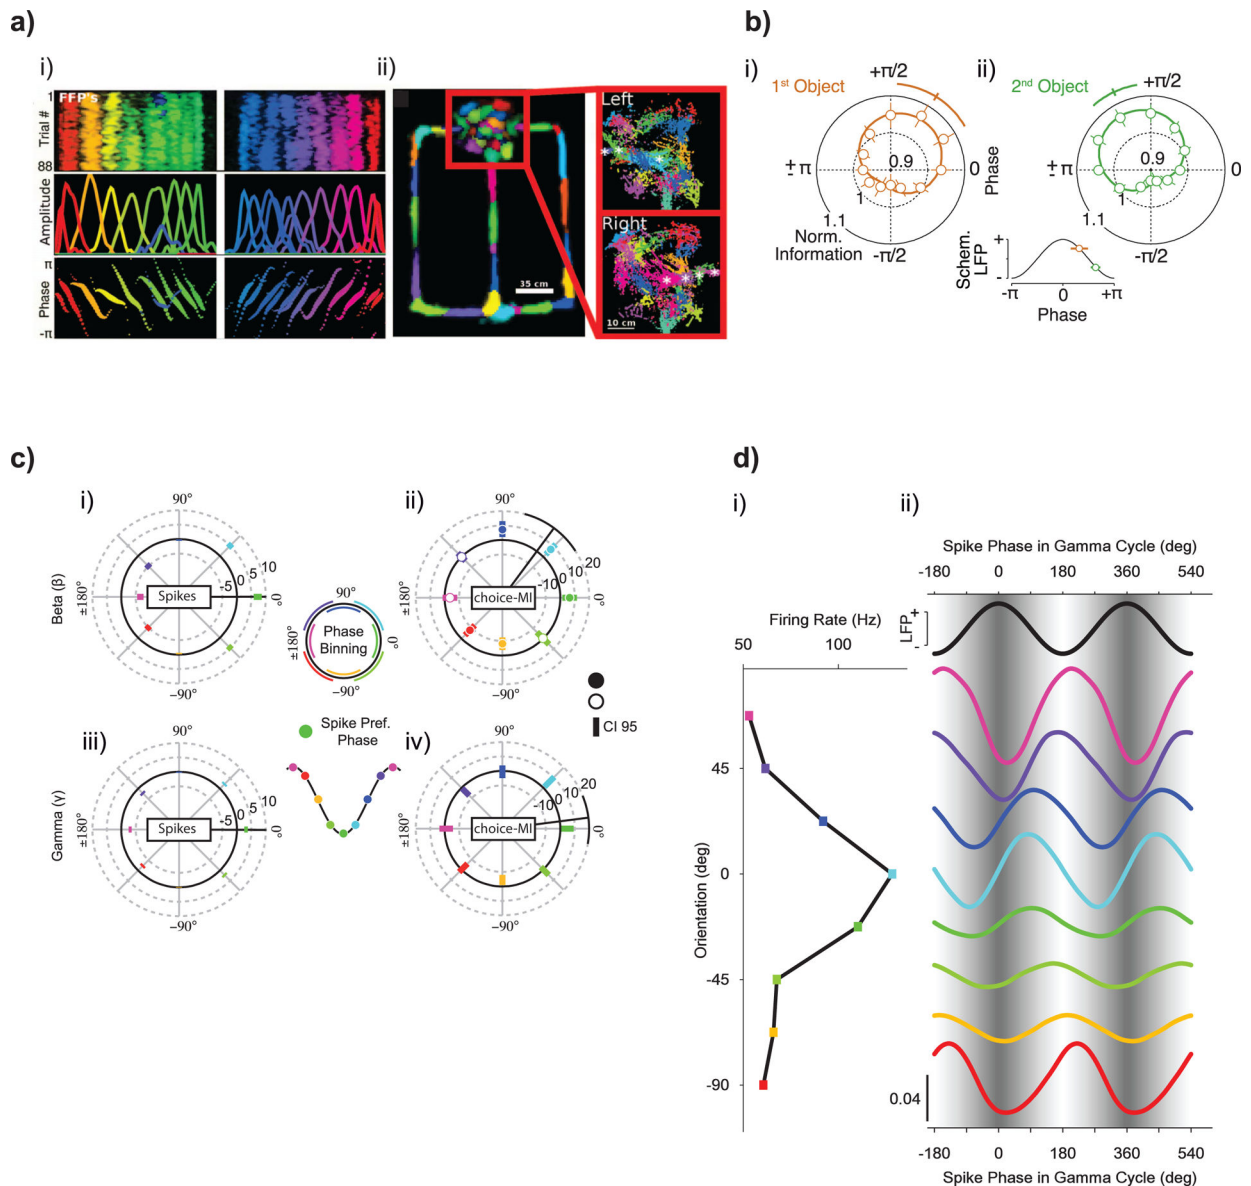 a)
i)
FFP's
1
Trial #
88
Amplitude
π
Phase
-π
ii)
35 cm
Left
* * * *
Right
* * * *
10 cm
b)
i)
1st Object
+π/2
± π
0.9
0
1
1.1
Norm.
Information
-π/2
Phase
ii)
2nd Object
+π/2
± π
0.9
0
1
1.1
-π/2
Schem.
LFP
+
-
-π
0
+π
Phase
c)
i)
90°
Beta (β)
±180°
Spikes
-5 0 5 10
0°
−90°
ii)
90°
±180°
choice-MI
-10 0 10 20
0°
−90°
90°
±180°
Phase
Binning
0°
−90°
Spike Pref.
Phase
CI 95
iii)
90°
Gamma (γ)
±180°
Spikes
-5 0 5 10
0°
−90°
iv)
90°
±180°
choice-MI
-10 0 10 20
0°
−90°
d)
i)
Firing Rate (Hz)
50
100
45
0
-45
-90
Orientation (deg)
ii)
Spike Phase in Gamma Cycle (deg)
-180 0 180 360 540
LFP
+
-
0.04
-180 0 180 360 540
Spike Phase in Gamma Cycle (deg)